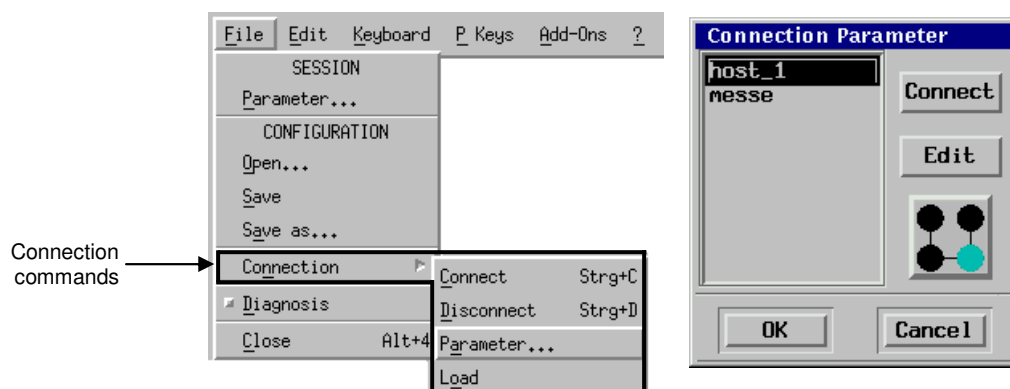 File Edit Keyboard P Keys Add-Ons ?
SESSION
Parameter...
CONFIGURATION
Open...
Save
Save as...
Connection
Diagnosis
Close Alt+4
Connection
commands
Connect Strg+C
Disconnect Strg+D
Parameter...
Load
Connection Parameter
host_1
messe
Connect
Edit
OK
Cancel